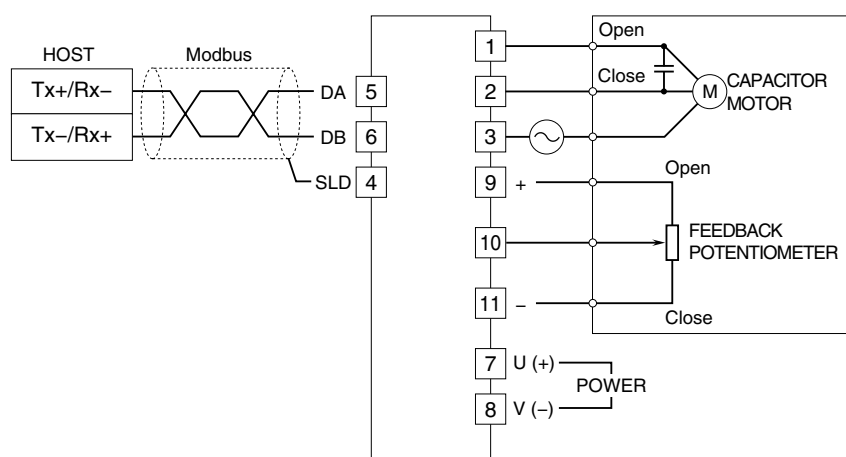 HOST
Modbus
Tx+/Rx−
Tx−/Rx+
DA
DB
SLD
5
6
4
1
2
3
9 +
10
11 −
7 U (+)
8 V (−)
POWER
Open
Close
M
CAPACITOR
MOTOR
Open
FEEDBACK
POTENTIOMETER
Close